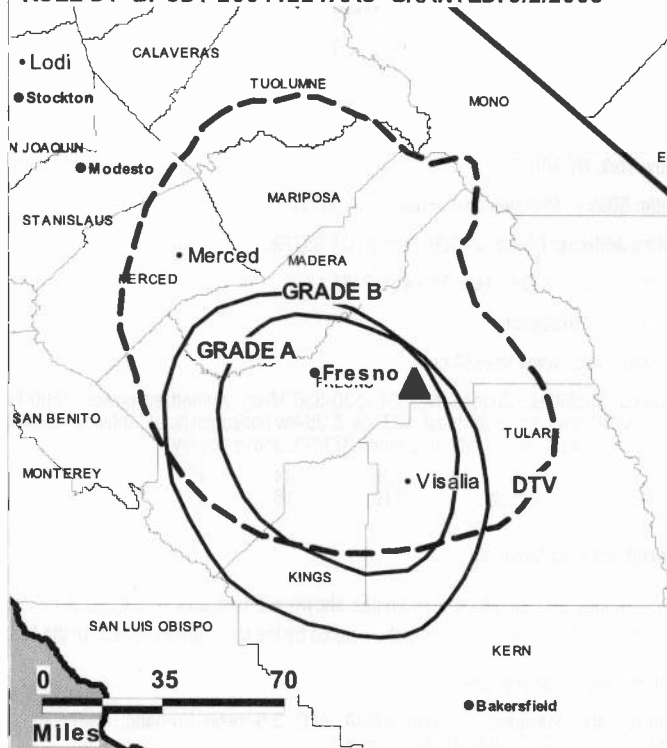 CALAVERAS
Lodi
TUOLUMNE
Stockton
MONO
N JOAQUIN
E
Modesto
MARIPOSA
STANISLAUS
Merced
MADERA
MERCED
GRADE B
GRADE A
Fresno
FRESNO
SAN BENITO
TULARE
MONTEREY
Visalia
DTV
KINGS
SAN LUIS OBISPO
KERN
0 35 70
Miles
Bakersfield